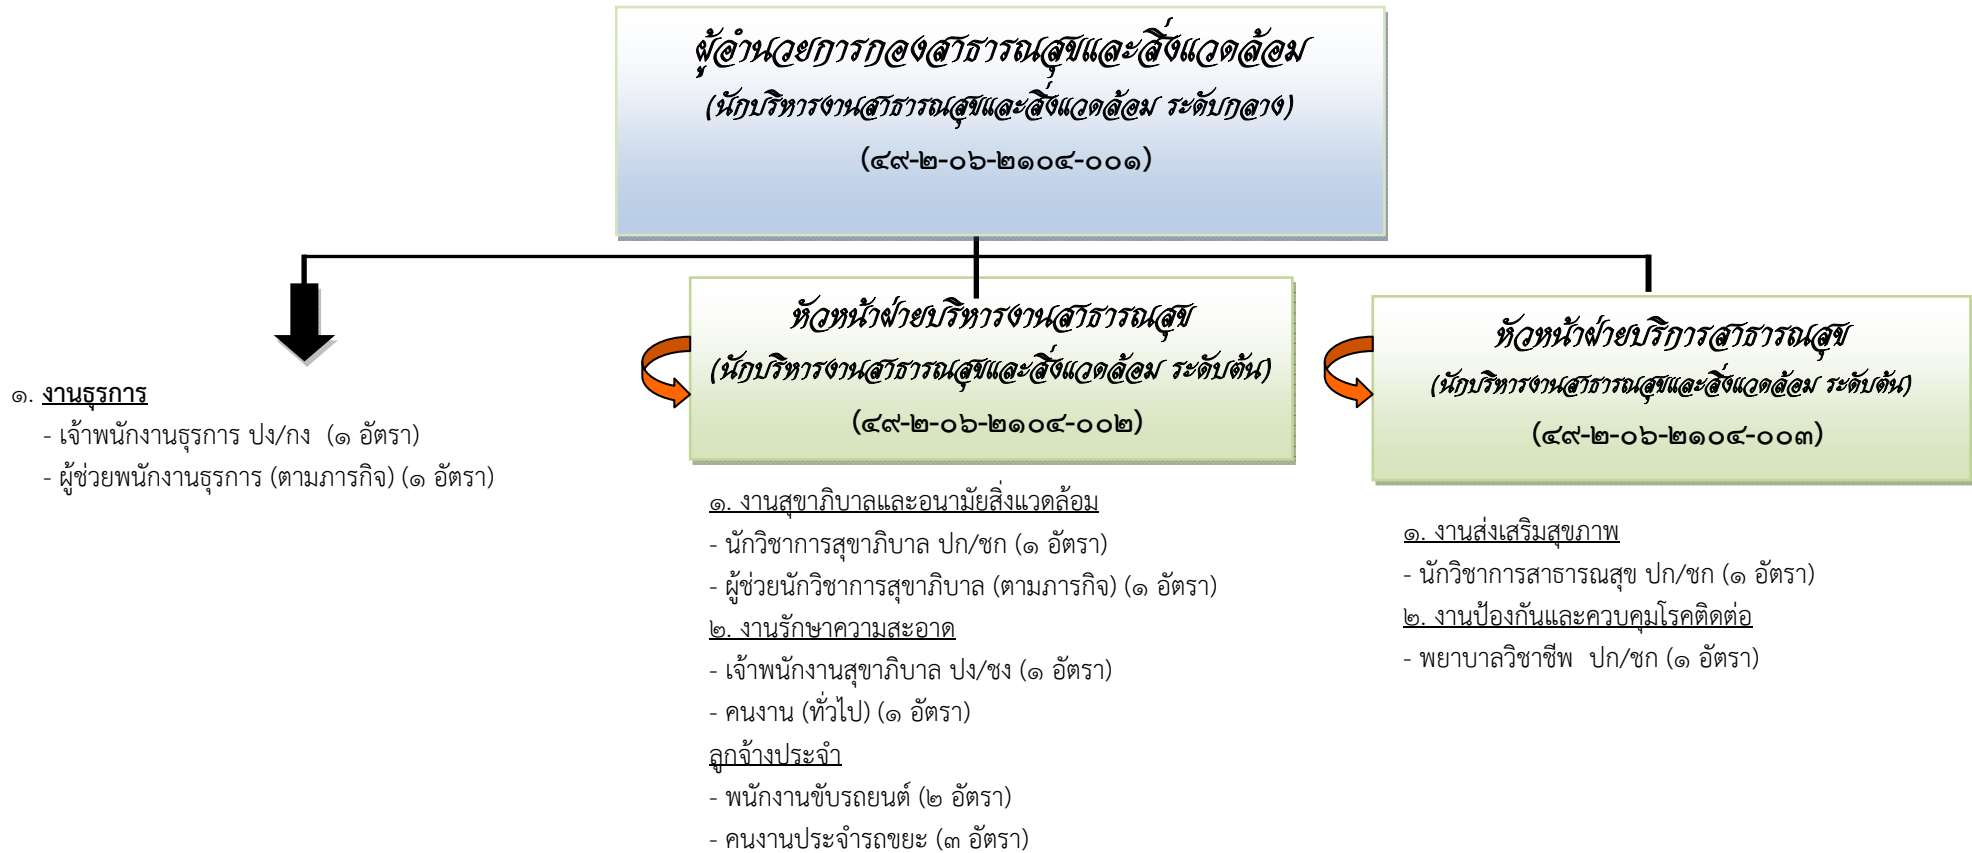 ผู้อำนวยการกองสาธารณสุขและสิ่งแวดล้อม
(นักบริหารงานสาธารณสุขและสิ่งแวดล้อม ระดับกลาง)
(๔๙-๒-๐๖-๒๑๐๔-๐๐๑)
๑. งานธุรการ
- เจ้าพนักงานธุรการ ปง/กง (๑ อัตรา)
- ผู้ช่วยพนักงานธุรการ (ตามภารกิจ) (๑ อัตรา)
หัวหน้าฝ่ายบริหารงานสาธารณสุข
(นักบริหารงานสาธารณสุขและสิ่งแวดล้อม ระดับต้น)
(๔๙-๒-๐๖-๒๑๐๔-๐๐๒)
๑. งานสุขาภิบาลและอนามัยสิ่งแวดล้อม
- นักวิชาการสุขาภิบาล ปก/ชก (๑ อัตรา)
- ผู้ช่วยนักวิชาการสุขาภิบาล (ตามภารกิจ) (๑ อัตรา)
๒. งานรักษาความสะอาด
- เจ้าพนักงานสุขาภิบาล ปง/ชง (๑ อัตรา)
- คนงาน (ทั่วไป) (๑ อัตรา)
ลูกจ้างประจำ
- พนักงานขับรถยนต์ (๒ อัตรา)
- คนงานประจำรถขยะ (๓ อัตรา)
หัวหน้าฝ่ายบริการสาธารณสุข
(นักบริหารงานสาธารณสุขและสิ่งแวดล้อม ระดับต้น)
(๔๙-๒-๐๖-๒๑๐๔-๐๐๓)
๑. งานส่งเสริมสุขภาพ
- นักวิชาการสาธารณสุข ปก/ชก (๑ อัตรา)
๒. งานป้องกันและควบคุมโรคติดต่อ
- พยาบาลวิชาชีพ ปก/ชก (๑ อัตรา)